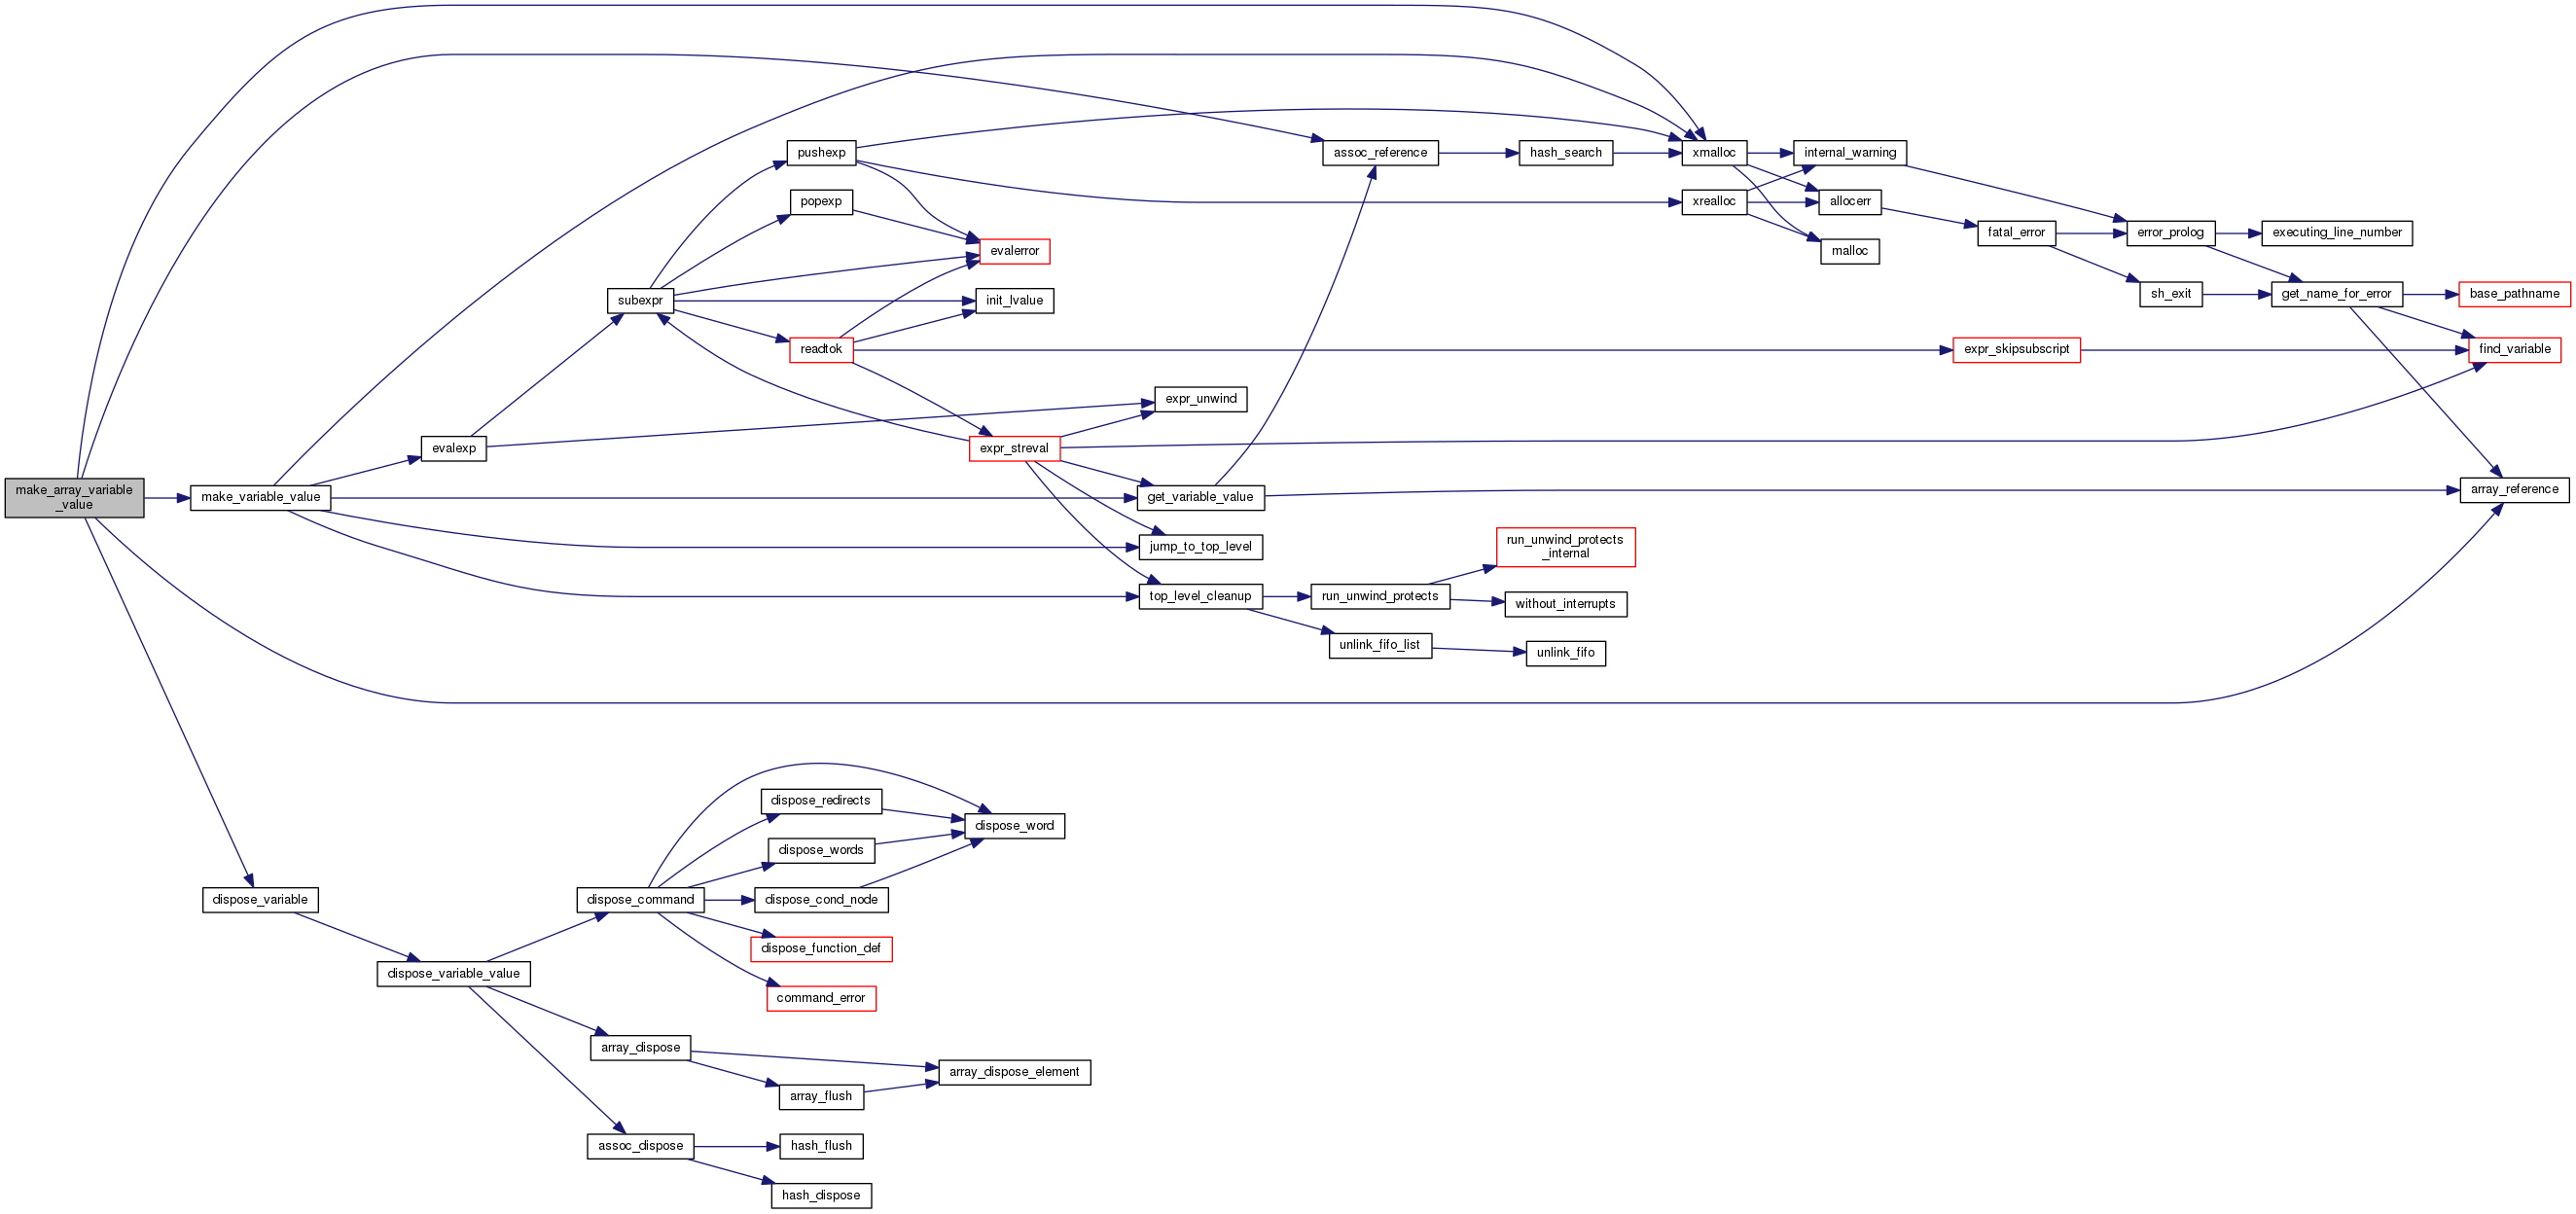 make_array_variable
_value
make_variable_value
dispose_variable
evalexp
dispose_variable_value
subexpr
dispose_command
array_dispose
assoc_dispose
pushexp
popexp
readtok
dispose_redirects
dispose_words
dispose_cond_node
dispose_function_def
command_error
array_flush
hash_flush
hash_dispose
evalerror
init_lvalue
expr_streval
dispose_word
array_dispose_element
expr_unwind
get_variable_value
jump_to_top_level
top_level_cleanup
assoc_reference
run_unwind_protects
unlink_fifo_list
hash_search
run_unwind_protects
_internal
without_interrupts
unlink_fifo
xmalloc
xrealloc
internal_warning
allocerr
malloc
fatal_error
expr_skipsubscript
error_prolog
sh_exit
executing_line_number
get_name_for_error
base_pathname
find_variable
array_reference